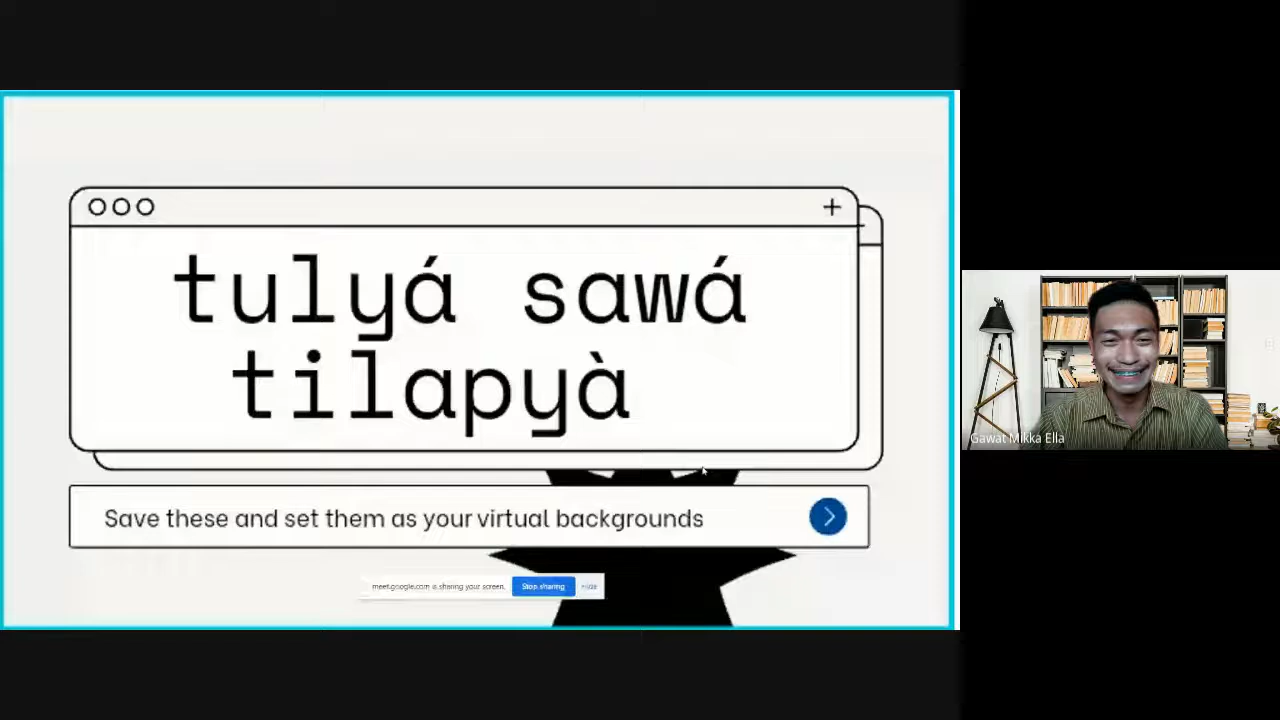 tulyá sawá
tilapyà
Save these and set them as your virtual backgrounds
meet.google.com is sharing your screen. Stop sharing Hide
Gawat Mikka Ella